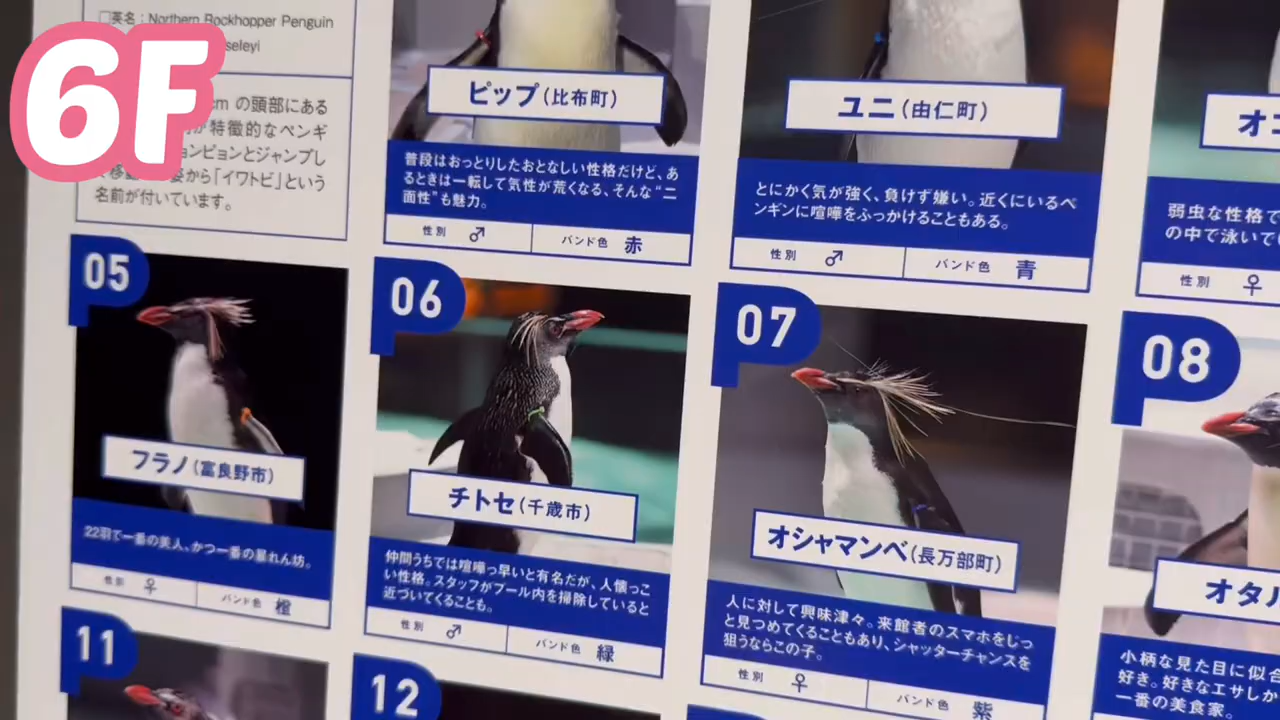 6F
□英名：Northern Rockhopper Penguin
seleyi
cm の頭部にある
が特徴的なペンギ
ョンピョンとジャンプし
から「イワトビ」という
名前が付いています。
ピップ（比布町）
普段はおっとりしたおとなしい性格だけど、あ
るときは一転して気性が荒くなる、そんな“二
面性”も魅力。
性別 ♂ バンド色 赤
ユニ（由仁町）
とにかく気が強く、負けず嫌い。近くにいるペ
ンギンに喧嘩をふっかけることもある。
性別 ♂ バンド色 青
オニ
弱虫な性格で
の中で泳いでい
性別 ♀
05
フラノ（富良野市）
22羽で一番の美人、かつ一番の暴れん坊。
性別 ♀ バンド色 橙
06
チトセ（千歳市）
仲間うちでは喧嘩っ早いと有名だが、人懐っこ
い性格。スタッフがプール内を掃除していると
近づいてくることも。
性別 ♂ バンド色 緑
07
オシャマンベ（長万部町）
人に対して興味津々。来館者のスマホをじっ
と見つめてくることもあり、シャッターチャンスを
狙うならこの子。
性別 ♀ バンド色 紫
08
オタル
小柄な見た目に似合
好き。好きなエサしか
一番の美食家。
11
12